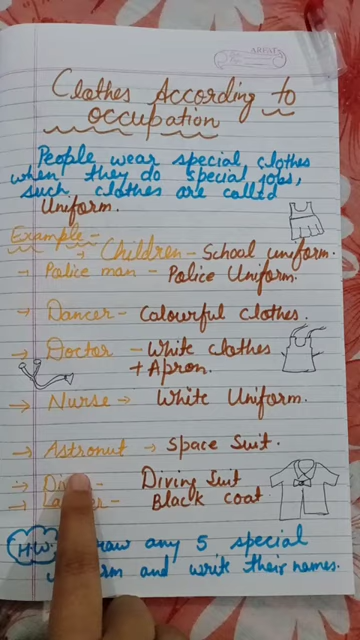 ARPATS
Clothes According to
occupation
People wear special clothes
when they do special jobs,
such clothes are called
Uniform.
Example -
→ Children - School uniform.
→ Police man - Police Uniform.
→ Dancer - Colourful clothes.
→ Doctor - White clothes
+ Apron.
→ Nurse → White Uniform.
→ Astronut → Space Suit.
→ Diving Suit
→ Black coat
HW any 5 special
and write their names.